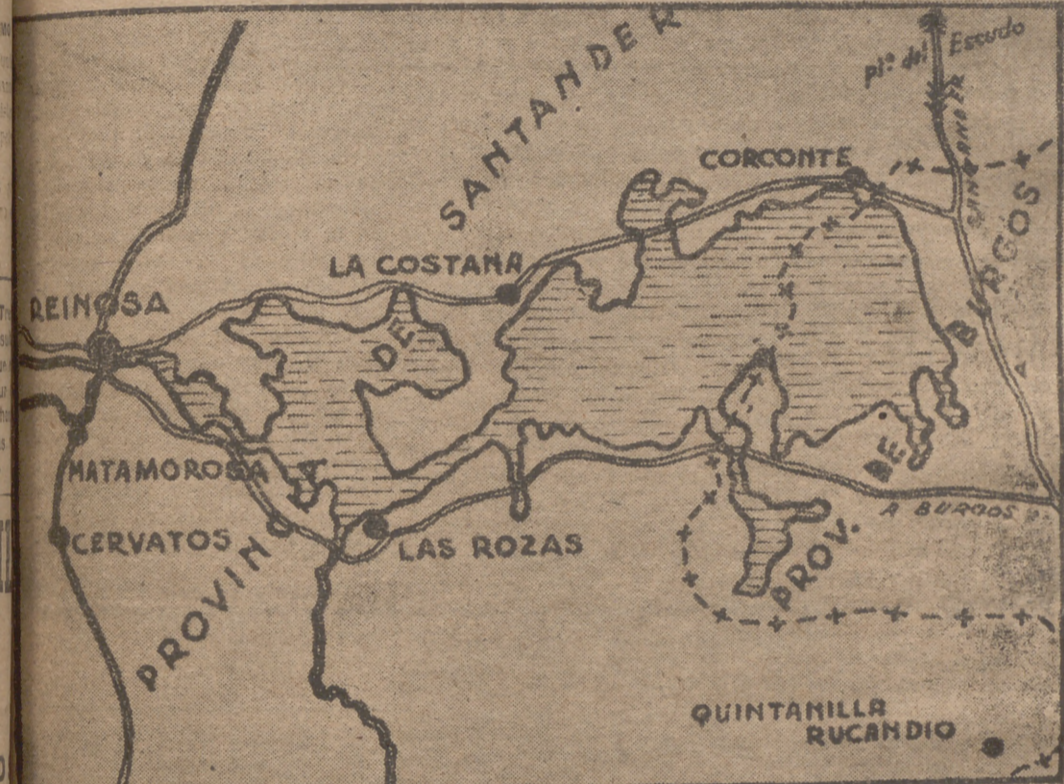 SANTANDER
pto del Escudo
SANTANDER
CORCONTE
LA COSTANA
REINOSA
DE
BURGOS
A
MATAMOROSA
CERVATOS
LAS ROZAS
PROVINCIA
DE
A BURGOS
PROV.
QUINTANILLA
RUCANDIO